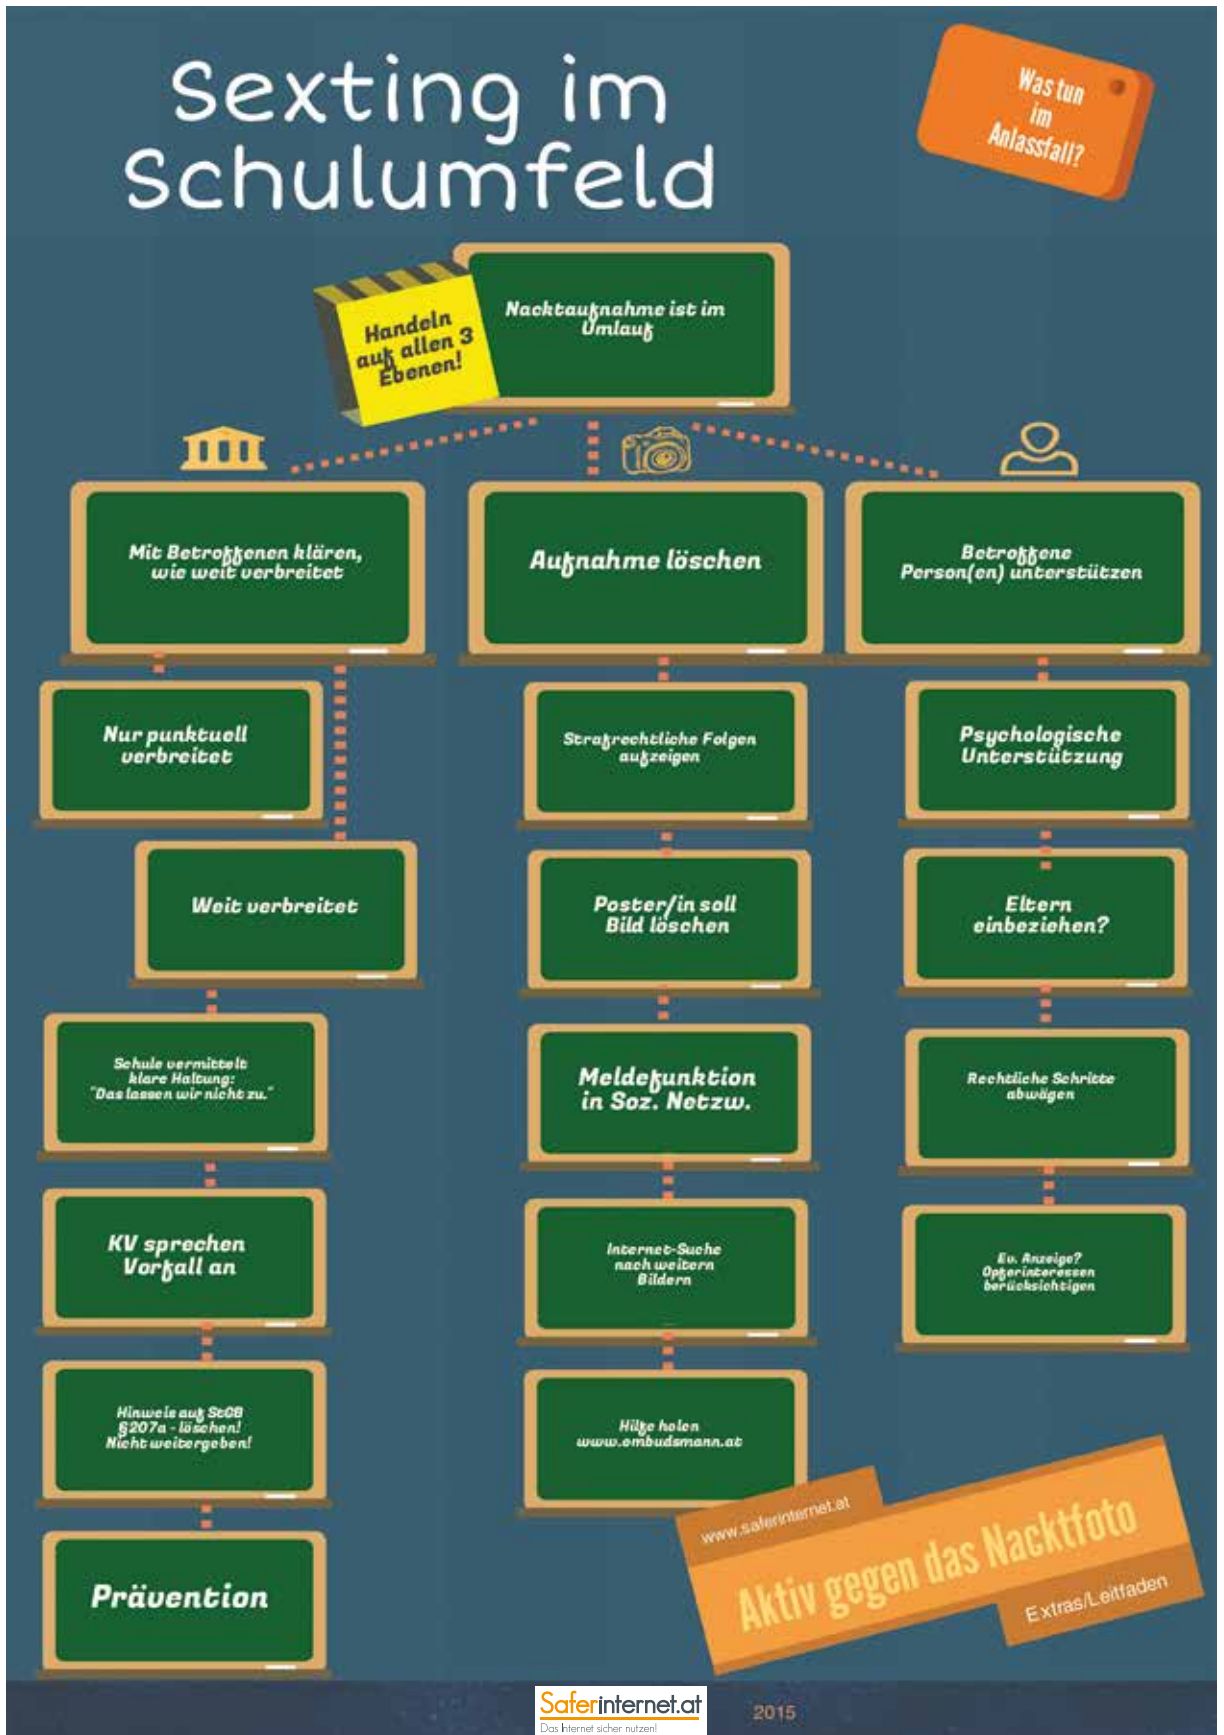 Sexting im
Schulumfeld
Was tun
im
Anlassfall?
Handeln
auf allen 3
Ebenen!
Nacktaufnahme ist im
Umlauf
Mit Betroffenen klären,
wie weit verbreitet
Nur punktuell
verbreitet
Weit verbreitet
Schule vermittelt
klare Haltung:
"Das lassen wir nicht zu."
KV sprechen
Vorfall an
Hinweis auf StGB
§207a - löschen!
Nicht weitergeben!
Prävention
Aufnahme löschen
Strafrechtliche Folgen
aufzeigen
Poster/in soll
Bild löschen
Meldefunktion
in Soz. Netzw.
Internet-Suche
nach weitern
Bildern
Hilfe holen
www.ombudsmann.at
Betroffene
Person(en) unterstützen
Psychologische
Unterstützung
Eltern
einbeziehen?
Rechtliche Schritte
abwägen
Ev. Anzeige?
Opferinteressen
berücksichtigen
www.saferinternet.at
Aktiv gegen das Nacktfoto
Extras/Leitfaden
Saferinternet.at
Das Internet sicher nutzen!
2015